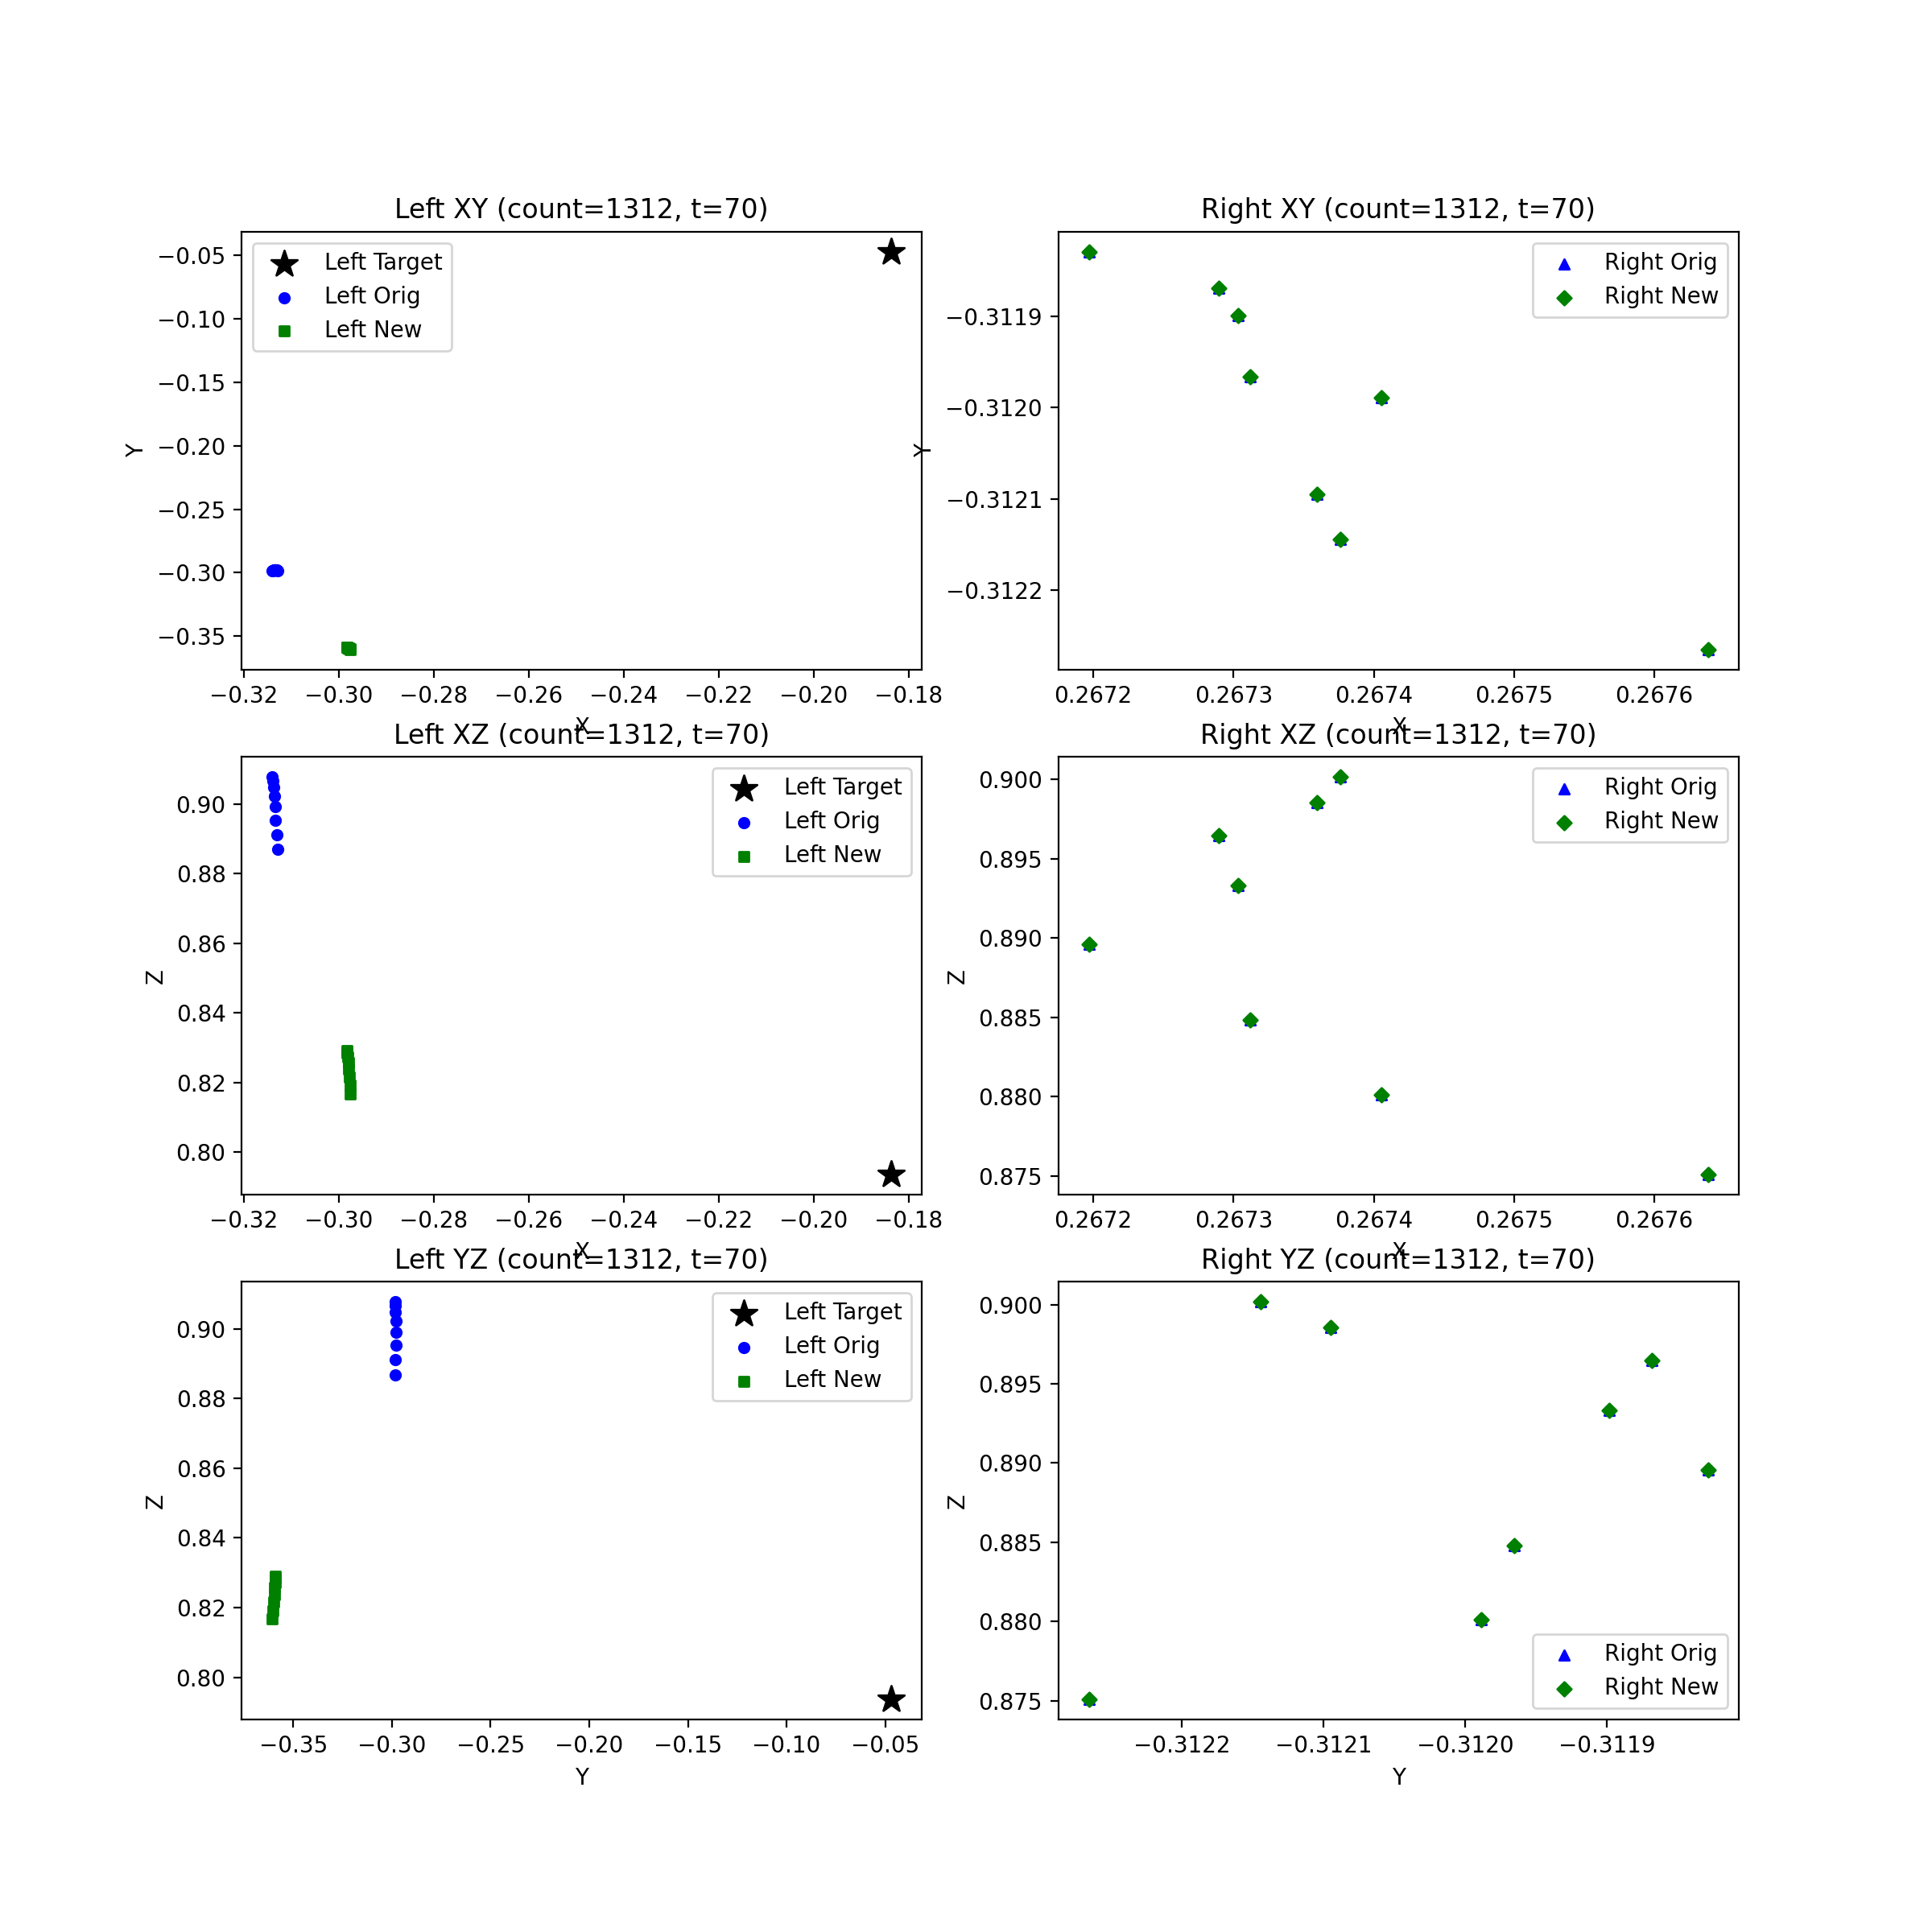 Left XY (count=1312, t=70)
−0.05
−0.10
−0.15
−0.20
−0.25
−0.30
−0.35
Y
Left Target
Left Orig
Left New
−0.32
−0.30
−0.28
−0.26
−0.24
−0.22
−0.20
−0.18
X
Right XY (count=1312, t=70)
−0.3119
−0.3120
−0.3121
−0.3122
Y
Right Orig
Right New
0.2672
0.2673
0.2674
0.2675
0.2676
X
Left XZ (count=1312, t=70)
0.90
0.88
0.86
0.84
0.82
0.80
Z
Left Target
Left Orig
Left New
−0.32
−0.30
−0.28
−0.26
−0.24
−0.22
−0.20
−0.18
X
Right XZ (count=1312, t=70)
0.900
0.895
0.890
0.885
0.880
0.875
Z
Right Orig
Right New
0.2672
0.2673
0.2674
0.2675
0.2676
X
Left YZ (count=1312, t=70)
0.90
0.88
0.86
0.84
0.82
0.80
Z
Left Target
Left Orig
Left New
−0.35
−0.30
−0.25
−0.20
−0.15
−0.10
−0.05
Y
Right YZ (count=1312, t=70)
0.900
0.895
0.890
0.885
0.880
0.875
Z
Right Orig
Right New
−0.3122
−0.3121
−0.3120
−0.3119
Y